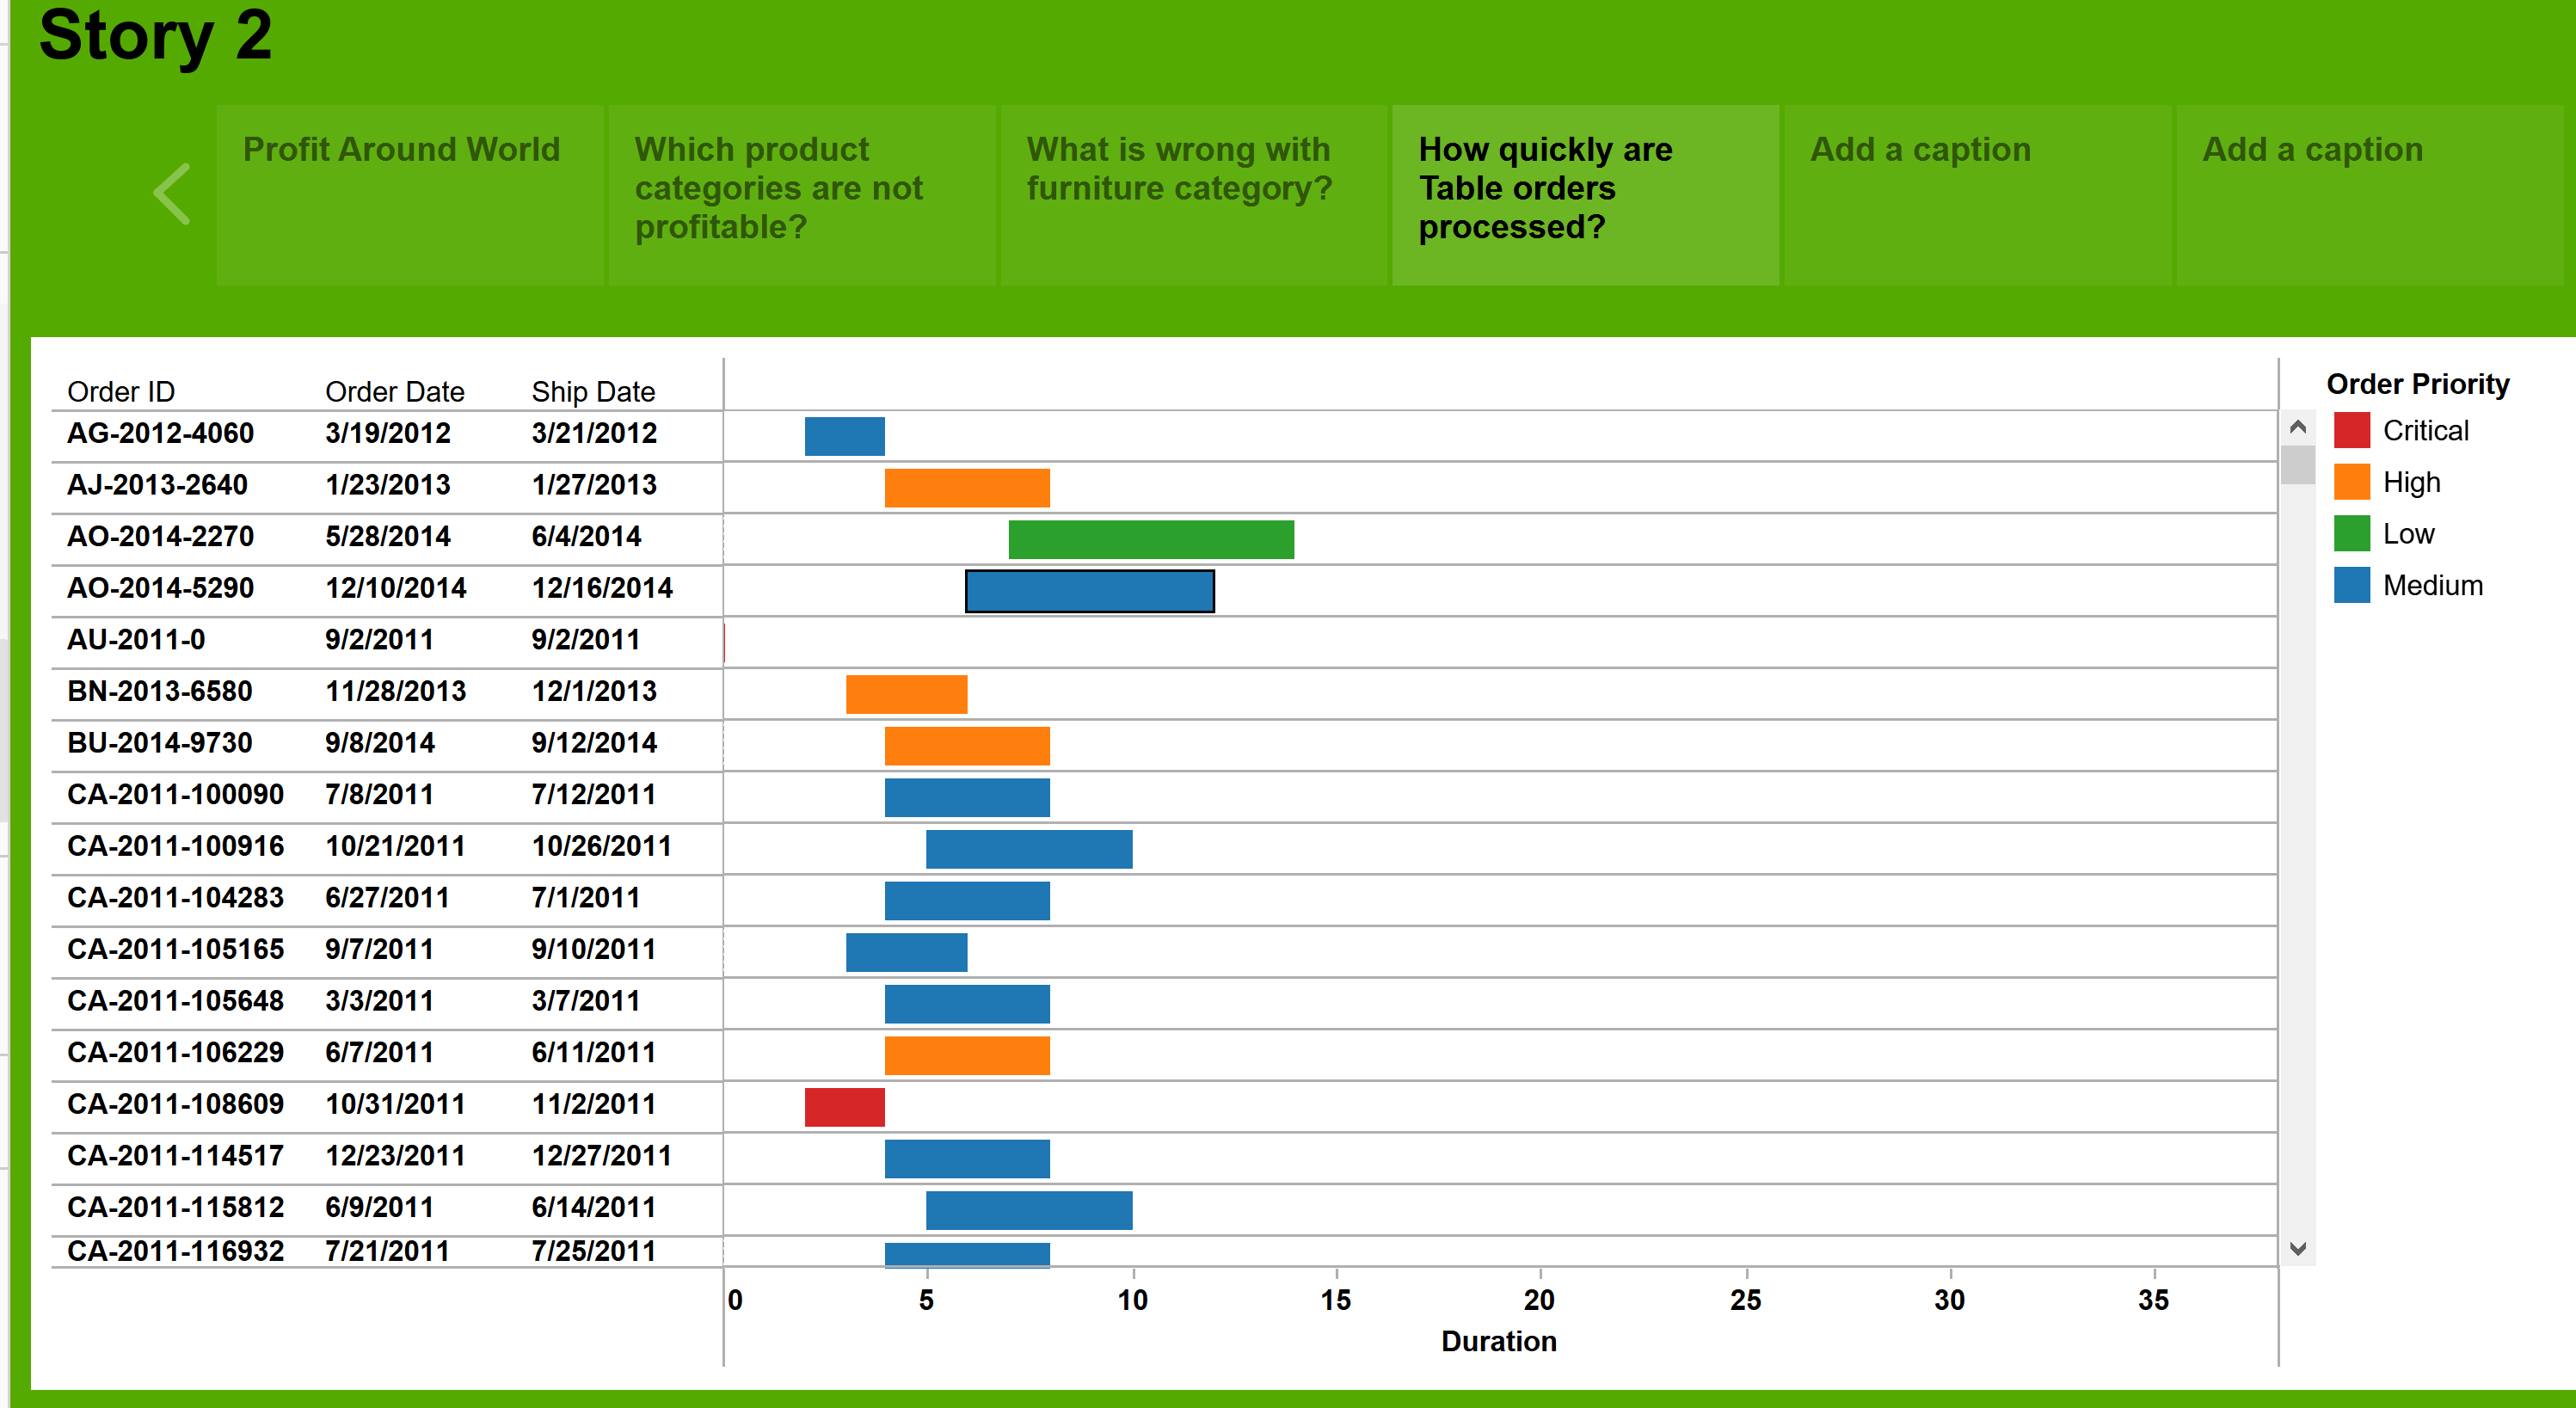 Story 2
Profit Around World
Which product
categories are not
profitable?
What is wrong with
furniture category?
How quickly are
Table orders
processed?
Add a caption
Add a caption
Order ID Order Date Ship Date
AG-2012-4060 3/19/2012 3/21/2012
AJ-2013-2640 1/23/2013 1/27/2013
AO-2014-2270 5/28/2014 6/4/2014
AO-2014-5290 12/10/2014 12/16/2014
AU-2011-0 9/2/2011 9/2/2011
BN-2013-6580 11/28/2013 12/1/2013
BU-2014-9730 9/8/2014 9/12/2014
CA-2011-100090 7/8/2011 7/12/2011
CA-2011-100916 10/21/2011 10/26/2011
CA-2011-104283 6/27/2011 7/1/2011
CA-2011-105165 9/7/2011 9/10/2011
CA-2011-105648 3/3/2011 3/7/2011
CA-2011-106229 6/7/2011 6/11/2011
CA-2011-108609 10/31/2011 11/2/2011
CA-2011-114517 12/23/2011 12/27/2011
CA-2011-115812 6/9/2011 6/14/2011
CA-2011-116932 7/21/2011 7/25/2011
0 5 10 15 20 25 30 35
Duration
Order Priority
Critical
High
Low
Medium